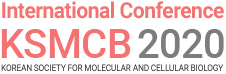 International Conference
KSMCB 2020
KOREAN SOCIETY FOR MOLECULAR AND CELLULAR BIOLOGY